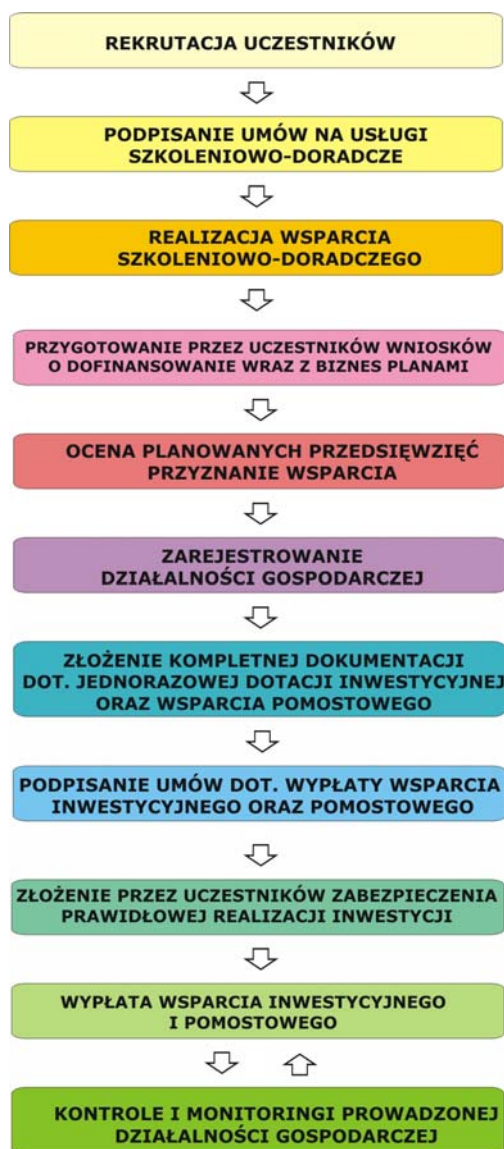 REKRUTACJA UCZESTNIKÓW
PODPISANIE UMÓW NA USŁUGI
SZKOLENIOWO-DORADCZE
REALIZACJA WSPARCIA
SZKOLENIOWO-DORADCZEGO
PRZYGOTOWANIE PRZEZ UCZESTNIKÓW WNIOSKÓW
O DOFINANSOWANIE WRAZ Z BIZNES PLANAMI
OCENA PLANOWANYCH PRZEDSIĘWZIĘĆ
PRZYZNANIE WSPARCIA
ZAREJESTROWANIE
DZIAŁALNOŚCI GOSPODARCZEJ
ZŁOŻENIE KOMPLETNEJ DOKUMENTACJI
DOT. JEDNORAZOWEJ DOTACJI INWESTYCYJNEJ
ORAZ WSPARCIA POMOSTOWEGO
PODPISANIE UMÓW DOT. WYPŁATY WSPARCIA
INWESTYCYJNEGO ORAZ POMOSTOWEGO
ZŁOŻENIE PRZEZ UCZESTNIKÓW ZABEZPIECZENIA
PRAWIDŁOWEJ REALIZACJI INWESTYCJI
WYPŁATA WSPARCIA INWESTYCYJNEGO
I POMOSTOWEGO
KONTROLE I MONITORINGI PROWADZONEJ
DZIAŁALNOŚCI GOSPODARCZEJ